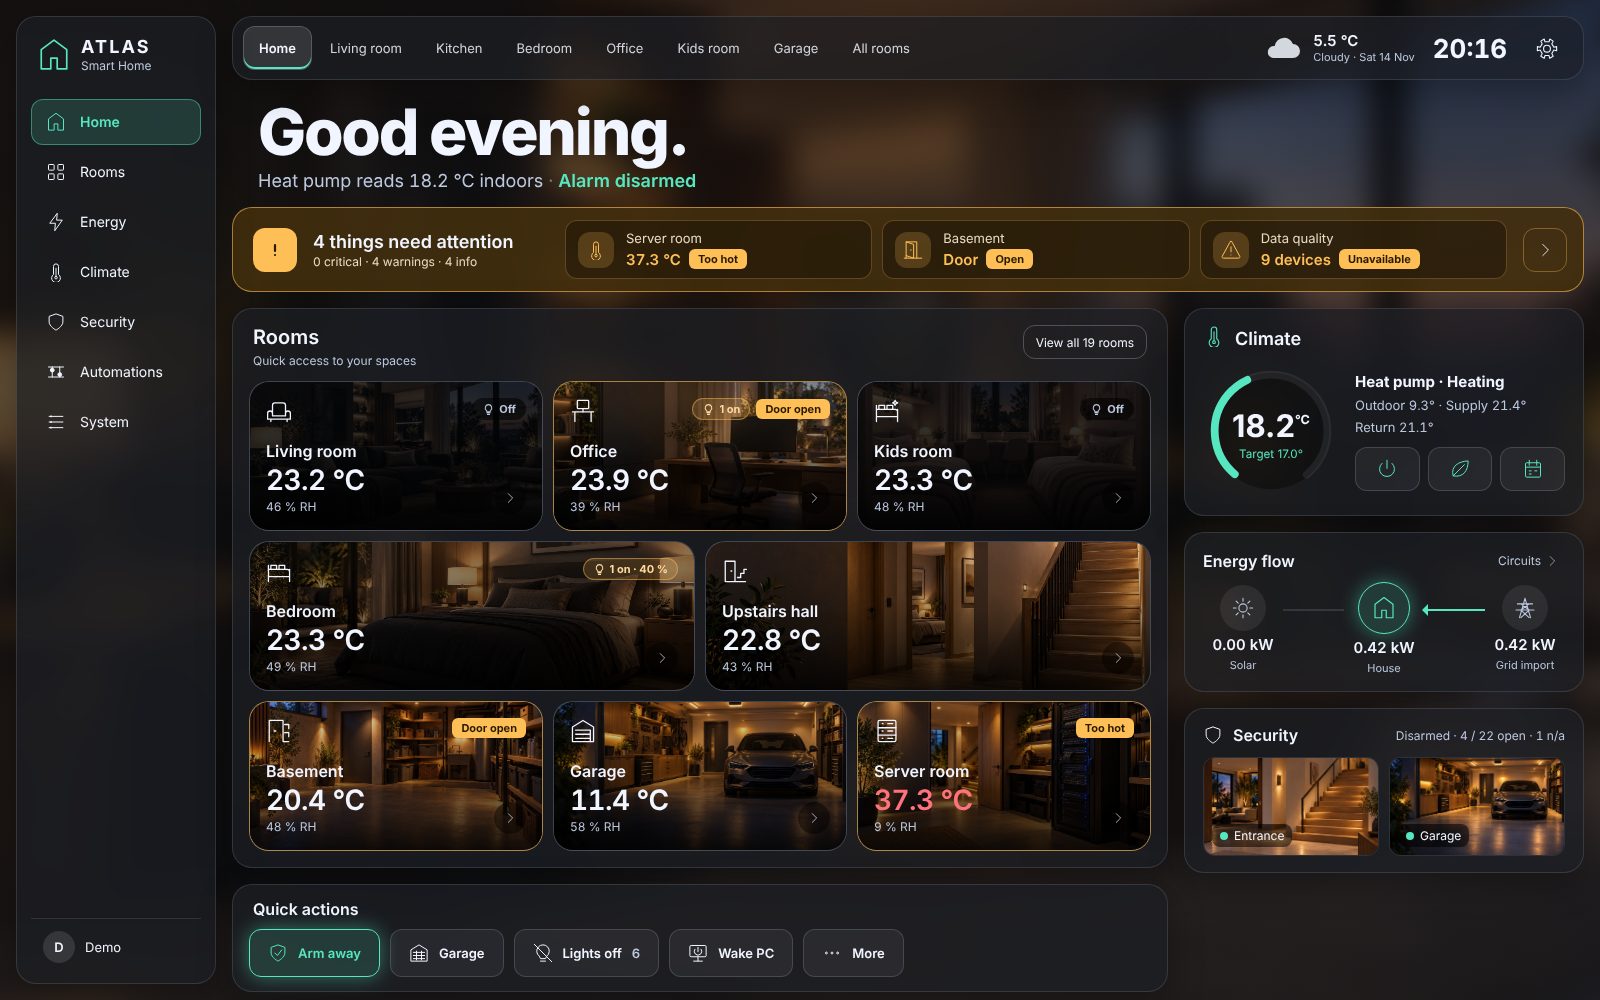 ATLAS
Smart Home
Home
Rooms
Energy
Climate
Security
Automations
System
D Demo
Home Living room Kitchen Bedroom Office Kids room Garage All rooms
5.5 °C
Cloudy · Sat 14 Nov
20:16
Good evening.
Heat pump reads 18.2 °C indoors · Alarm disarmed
! 4 things need attention
0 critical · 4 warnings · 4 info
Server room
37.3 °C Too hot
Basement
Door Open
Data quality
9 devices Unavailable
Rooms
Quick access to your spaces
View all 19 rooms
Off
Living room
23.2 °C
46 % RH
1 on Door open
Office
23.9 °C
39 % RH
Off
Kids room
23.3 °C
48 % RH
1 on · 40 %
Bedroom
23.3 °C
49 % RH
Upstairs hall
22.8 °C
43 % RH
Door open
Basement
20.4 °C
48 % RH
Garage
11.4 °C
58 % RH
Too hot
Server room
37.3 °C
9 % RH
Quick actions
Arm away Garage Lights off 6 Wake PC More
Climate
18.2°C
Target 17.0°
Heat pump · Heating
Outdoor 9.3° · Supply 21.4°
Return 21.1°
Energy flow
Circuits
0.00 kW
Solar
0.42 kW
House
0.42 kW
Grid import
Security
Disarmed · 4 / 22 open · 1 n/a
Entrance
Garage